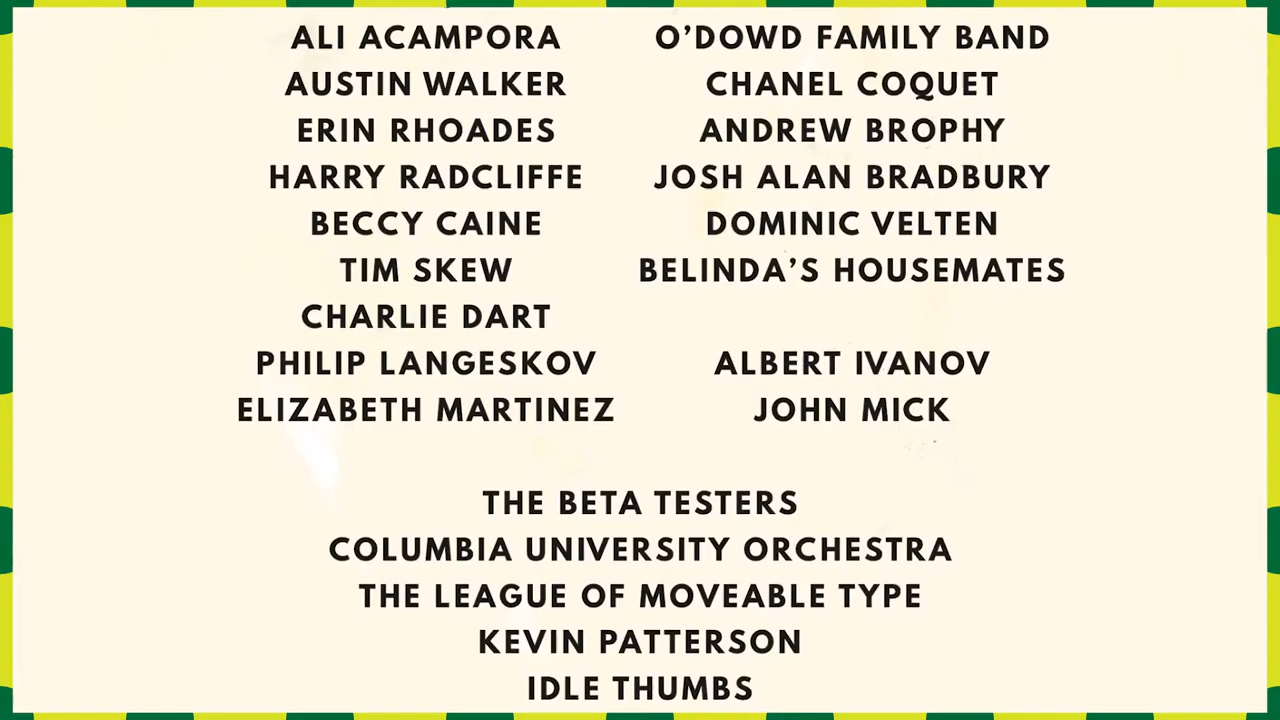 ALI ACAMPORA O’DOWD FAMILY BAND
AUSTIN WALKER CHANEL COQUET
ERIN RHOADES ANDREW BROPHY
HARRY RADCLIFFE JOSH ALAN BRADBURY
BECCY CAINE DOMINIC VELTEN
TIM SKEW BELINDA’S HOUSEMATES
CHARLIE DART
PHILIP LANGESKOV ALBERT IVANOV
ELIZABETH MARTINEZ JOHN MICK
THE BETA TESTERS
COLUMBIA UNIVERSITY ORCHESTRA
THE LEAGUE OF MOVEABLE TYPE
KEVIN PATTERSON
IDLE THUMBS